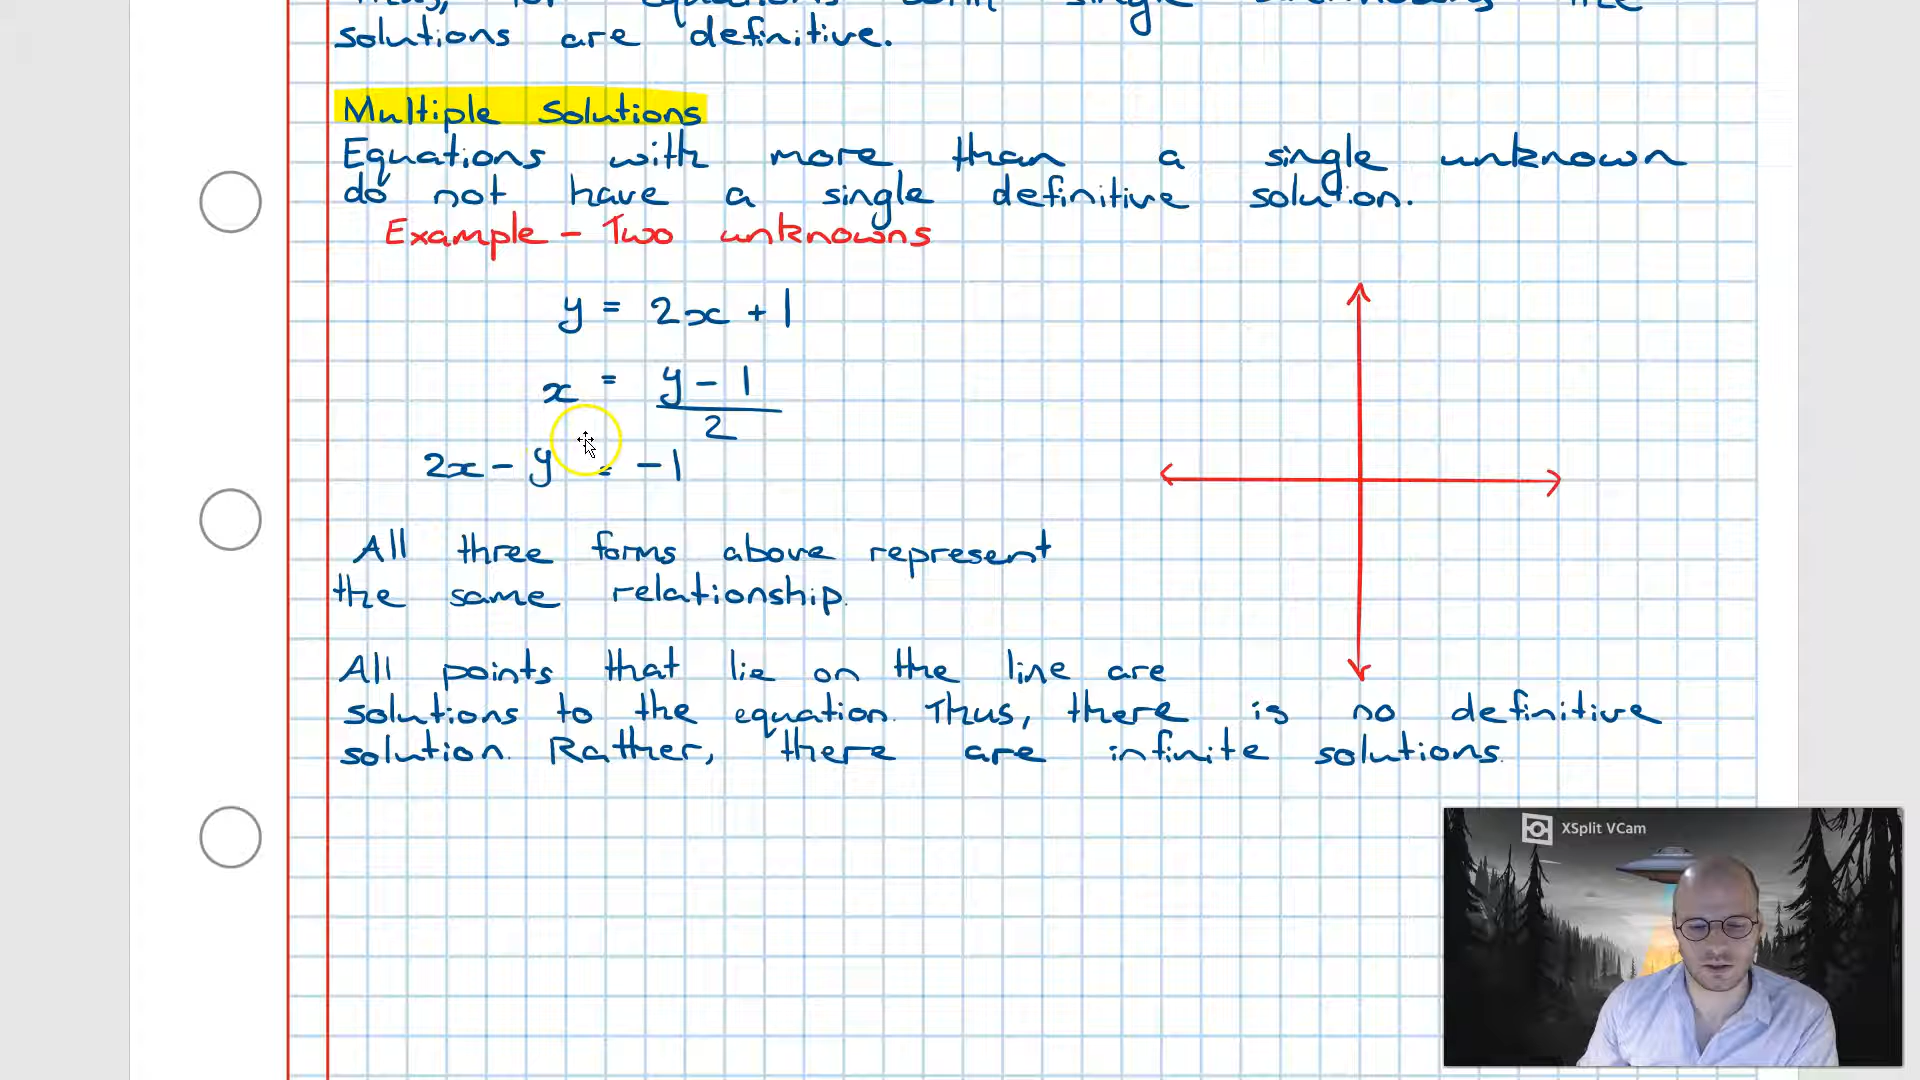 solutions are definitive.
Multiple Solutions
Equations with more than a single unknown
do not have a single definitive solution.
Example - Two unknowns
y = 2x + 1
x = y - 1
2
2x - y = -1
All three forms above represent
the same relationship.
All points that lie on the line are
solutions to the equation. Thus, there is no definitive
solution. Rather, there are infinite solutions.
XSplit VCam